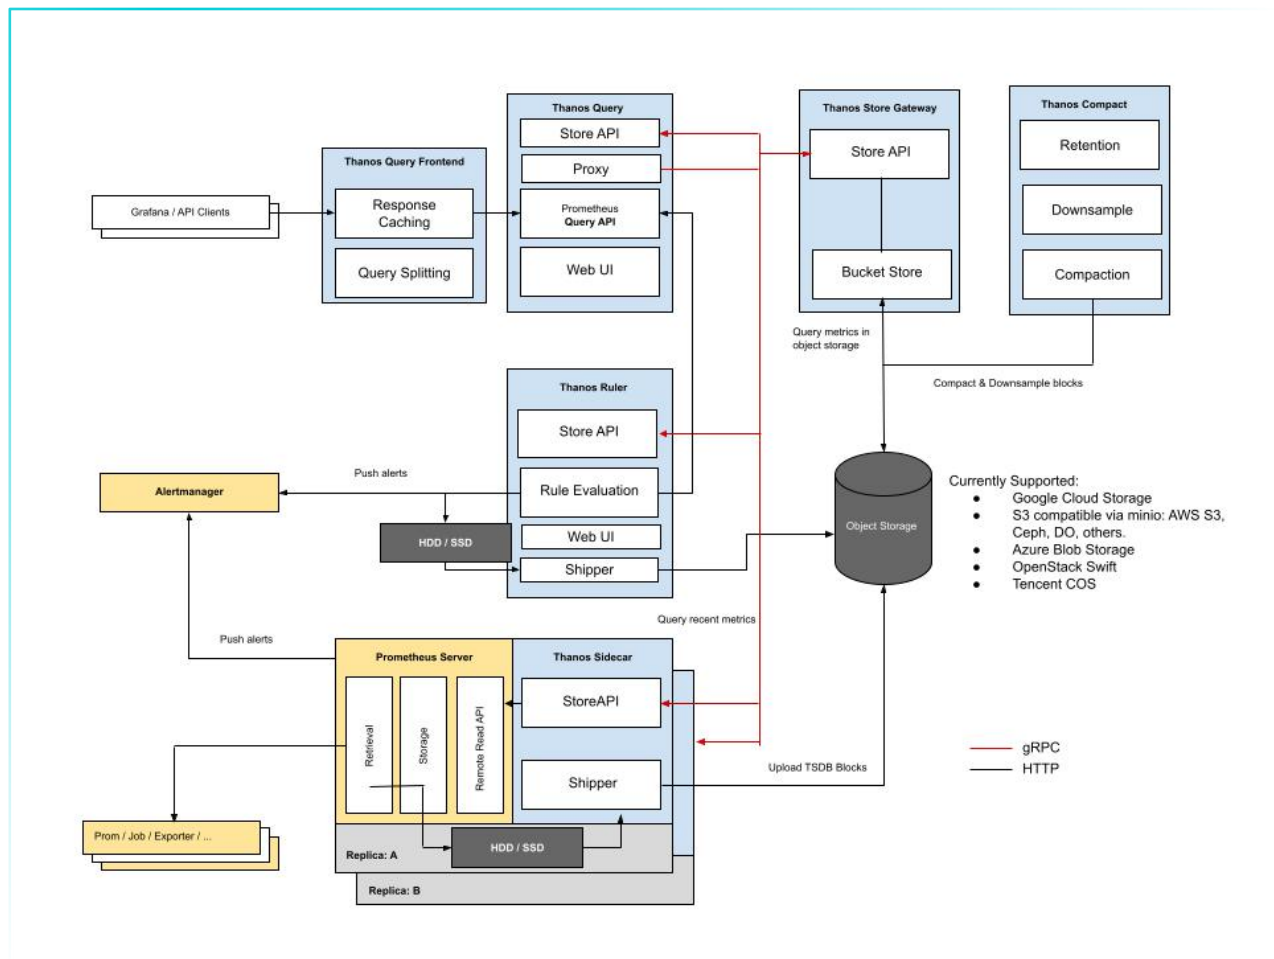 Thanos Query
Store API
Proxy
Prometheus
Query API
Web UI
Thanos Query Frontend
Response
Caching
Query Splitting
Grafana / API Clients
Thanos Store Gateway
Store API
Bucket Store
Thanos Compact
Retention
Downsample
Compaction
Query metrics in
object storage
Compact & Downsample blocks
Thanos Ruler
Store API
Rule Evaluation
Web UI
Shipper
Push alerts
Alertmanager
HDD / SSD
Object Storage
Currently Supported:
● Google Cloud Storage
● S3 compatible via minio: AWS S3,
Ceph, DO, others.
● Azure Blob Storage
● OpenStack Swift
● Tencent COS
Query recent metrics
Push alerts
Prometheus Server
Retrieval
Storage
Remote Read API
Thanos Sidecar
StoreAPI
Shipper
Upload TSDB Blocks
gRPC
HTTP
Prom / Job / Exporter / ...
HDD / SSD
Replica: A
Replica: B